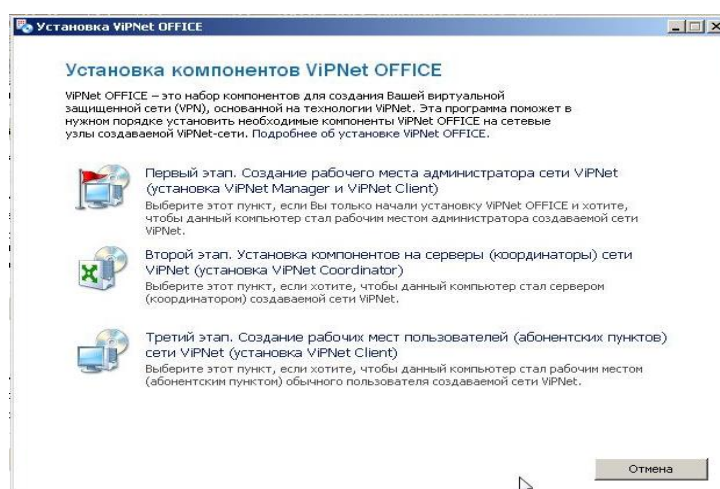 Установка ViPNet OFFICE
Установка компонентов ViPNet OFFICE
ViPNet OFFICE – это набор компонентов для создания Вашей виртуальной
защищенной сети (VPN), основанной на технологии ViPNet. Эта программа поможет в
нужном порядке установить необходимые компоненты ViPNet OFFICE на сетевые
узлы создаваемой ViPNet-сети. Подробнее об установке ViPNet OFFICE.
Первый этап. Создание рабочего места администратора сети ViPNet
(установка ViPNet Manager и ViPNet Client)
Выберите этот пункт, если Вы только начали установку ViPNet OFFICE и хотите,
чтобы данный компьютер стал рабочим местом администратора создаваемой сети
ViPNet.
Второй этап. Установка компонентов на серверы (координаторы) сети
ViPNet (установка ViPNet Coordinator)
Выберите этот пункт, если хотите, чтобы данный компьютер стал сервером
(координатором) создаваемой сети ViPNet.
Третий этап. Создание рабочих мест пользователей (абонентских пунктов)
сети ViPNet (установка ViPNet Client)
Выберите этот пункт, если хотите, чтобы данный компьютер стал рабочим местом
(абонентским пунктом) обычного пользователя создаваемой сети ViPNet.
Отмена